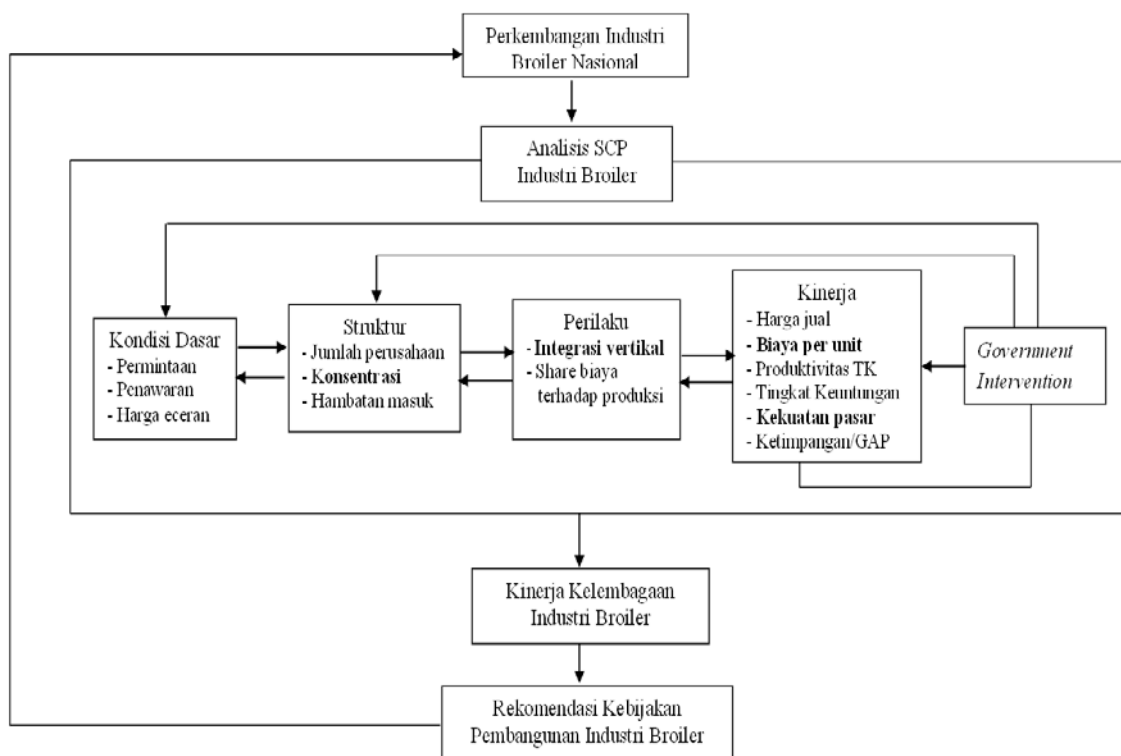 Perkembangan Industri
Broiler Nasional
Analisis SCP
Industri Broiler
Kondisi Dasar
- Permintaan
- Penawaran
- Harga eceran
Struktur
- Jumlah perusahaan
- Konsentrasi
- Hambatan masuk
Perilaku
- Integrasi vertikal
- Share biaya
terhadap produksi
Kinerja
- Harga jual
- Biaya per unit
- Produktivitas TK
- Tingkat Keuntungan
- Kekuatan pasar
- Ketimpangan/GAP
Government
Intervention
Kinerja Kelembagaan
Industri Broiler
Rekomendasi Kebijakan
Pembangunan Industri Broiler